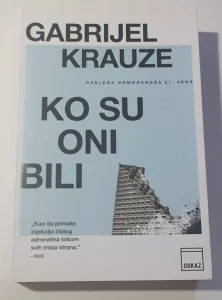 GABRIJEL
KRAUZE
PAKLENA POMORANDŽA 21. VEKA
KO SU
ONI
BILI
„Kao da primate
injekciju čistog
adrenalina tokom
svih trista strana.”
– VICE
DOKAZ